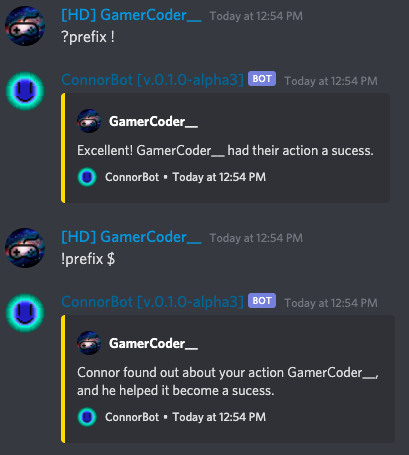 [HD] GamerCoder__ Today at 12:54 PM
?prefix !
ConnorBot [v.0.1.0-alpha3] BOT Today at 12:54 PM
GamerCoder__
Excellent! GamerCoder__ had their action a sucess.
ConnorBot • Today at 12:54 PM
[HD] GamerCoder__ Today at 12:54 PM
!prefix $
ConnorBot [v.0.1.0-alpha3] BOT Today at 12:54 PM
GamerCoder__
Connor found out about your action GamerCoder__,
and he helped it become a sucess.
ConnorBot • Today at 12:54 PM